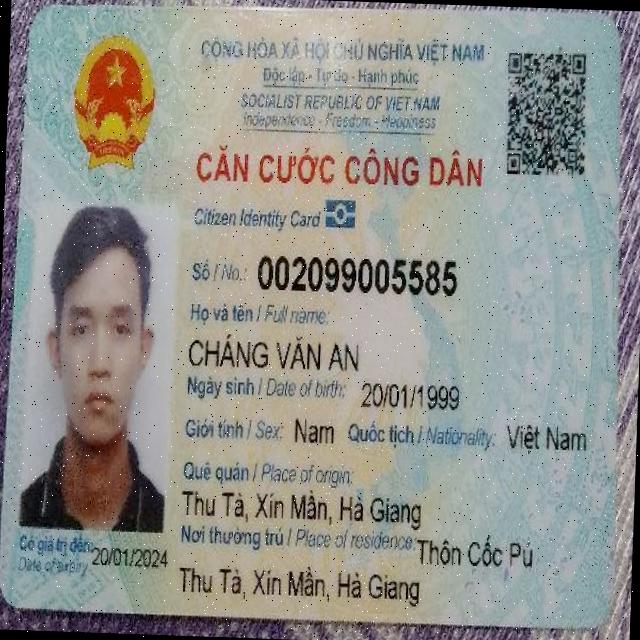 CỘNG HÒA XÃ HỘI CHỦ NGHĨA VIỆT NAM
Độc lập - Tự do - Hạnh phúc
SOCIALIST REPUBLIC OF VIET NAM
Independence - Freedom - Happiness
CĂN CƯỚC CÔNG DÂN
Citizen Identity Card
Số / No.: 002099005585
Họ và tên / Full name:
CHÁNG VĂN AN
Ngày sinh / Date of birth: 20/01/1999
Giới tính / Sex: Nam Quốc tịch / Nationality: Việt Nam
Quê quán / Place of origin:
Thu Tà, Xín Mần, Hà Giang
Nơi thường trú / Place of residence: Thôn Cốc Pú
Thu Tà, Xín Mần, Hà Giang
Có giá trị đến: 20/01/2024
Date of expiry